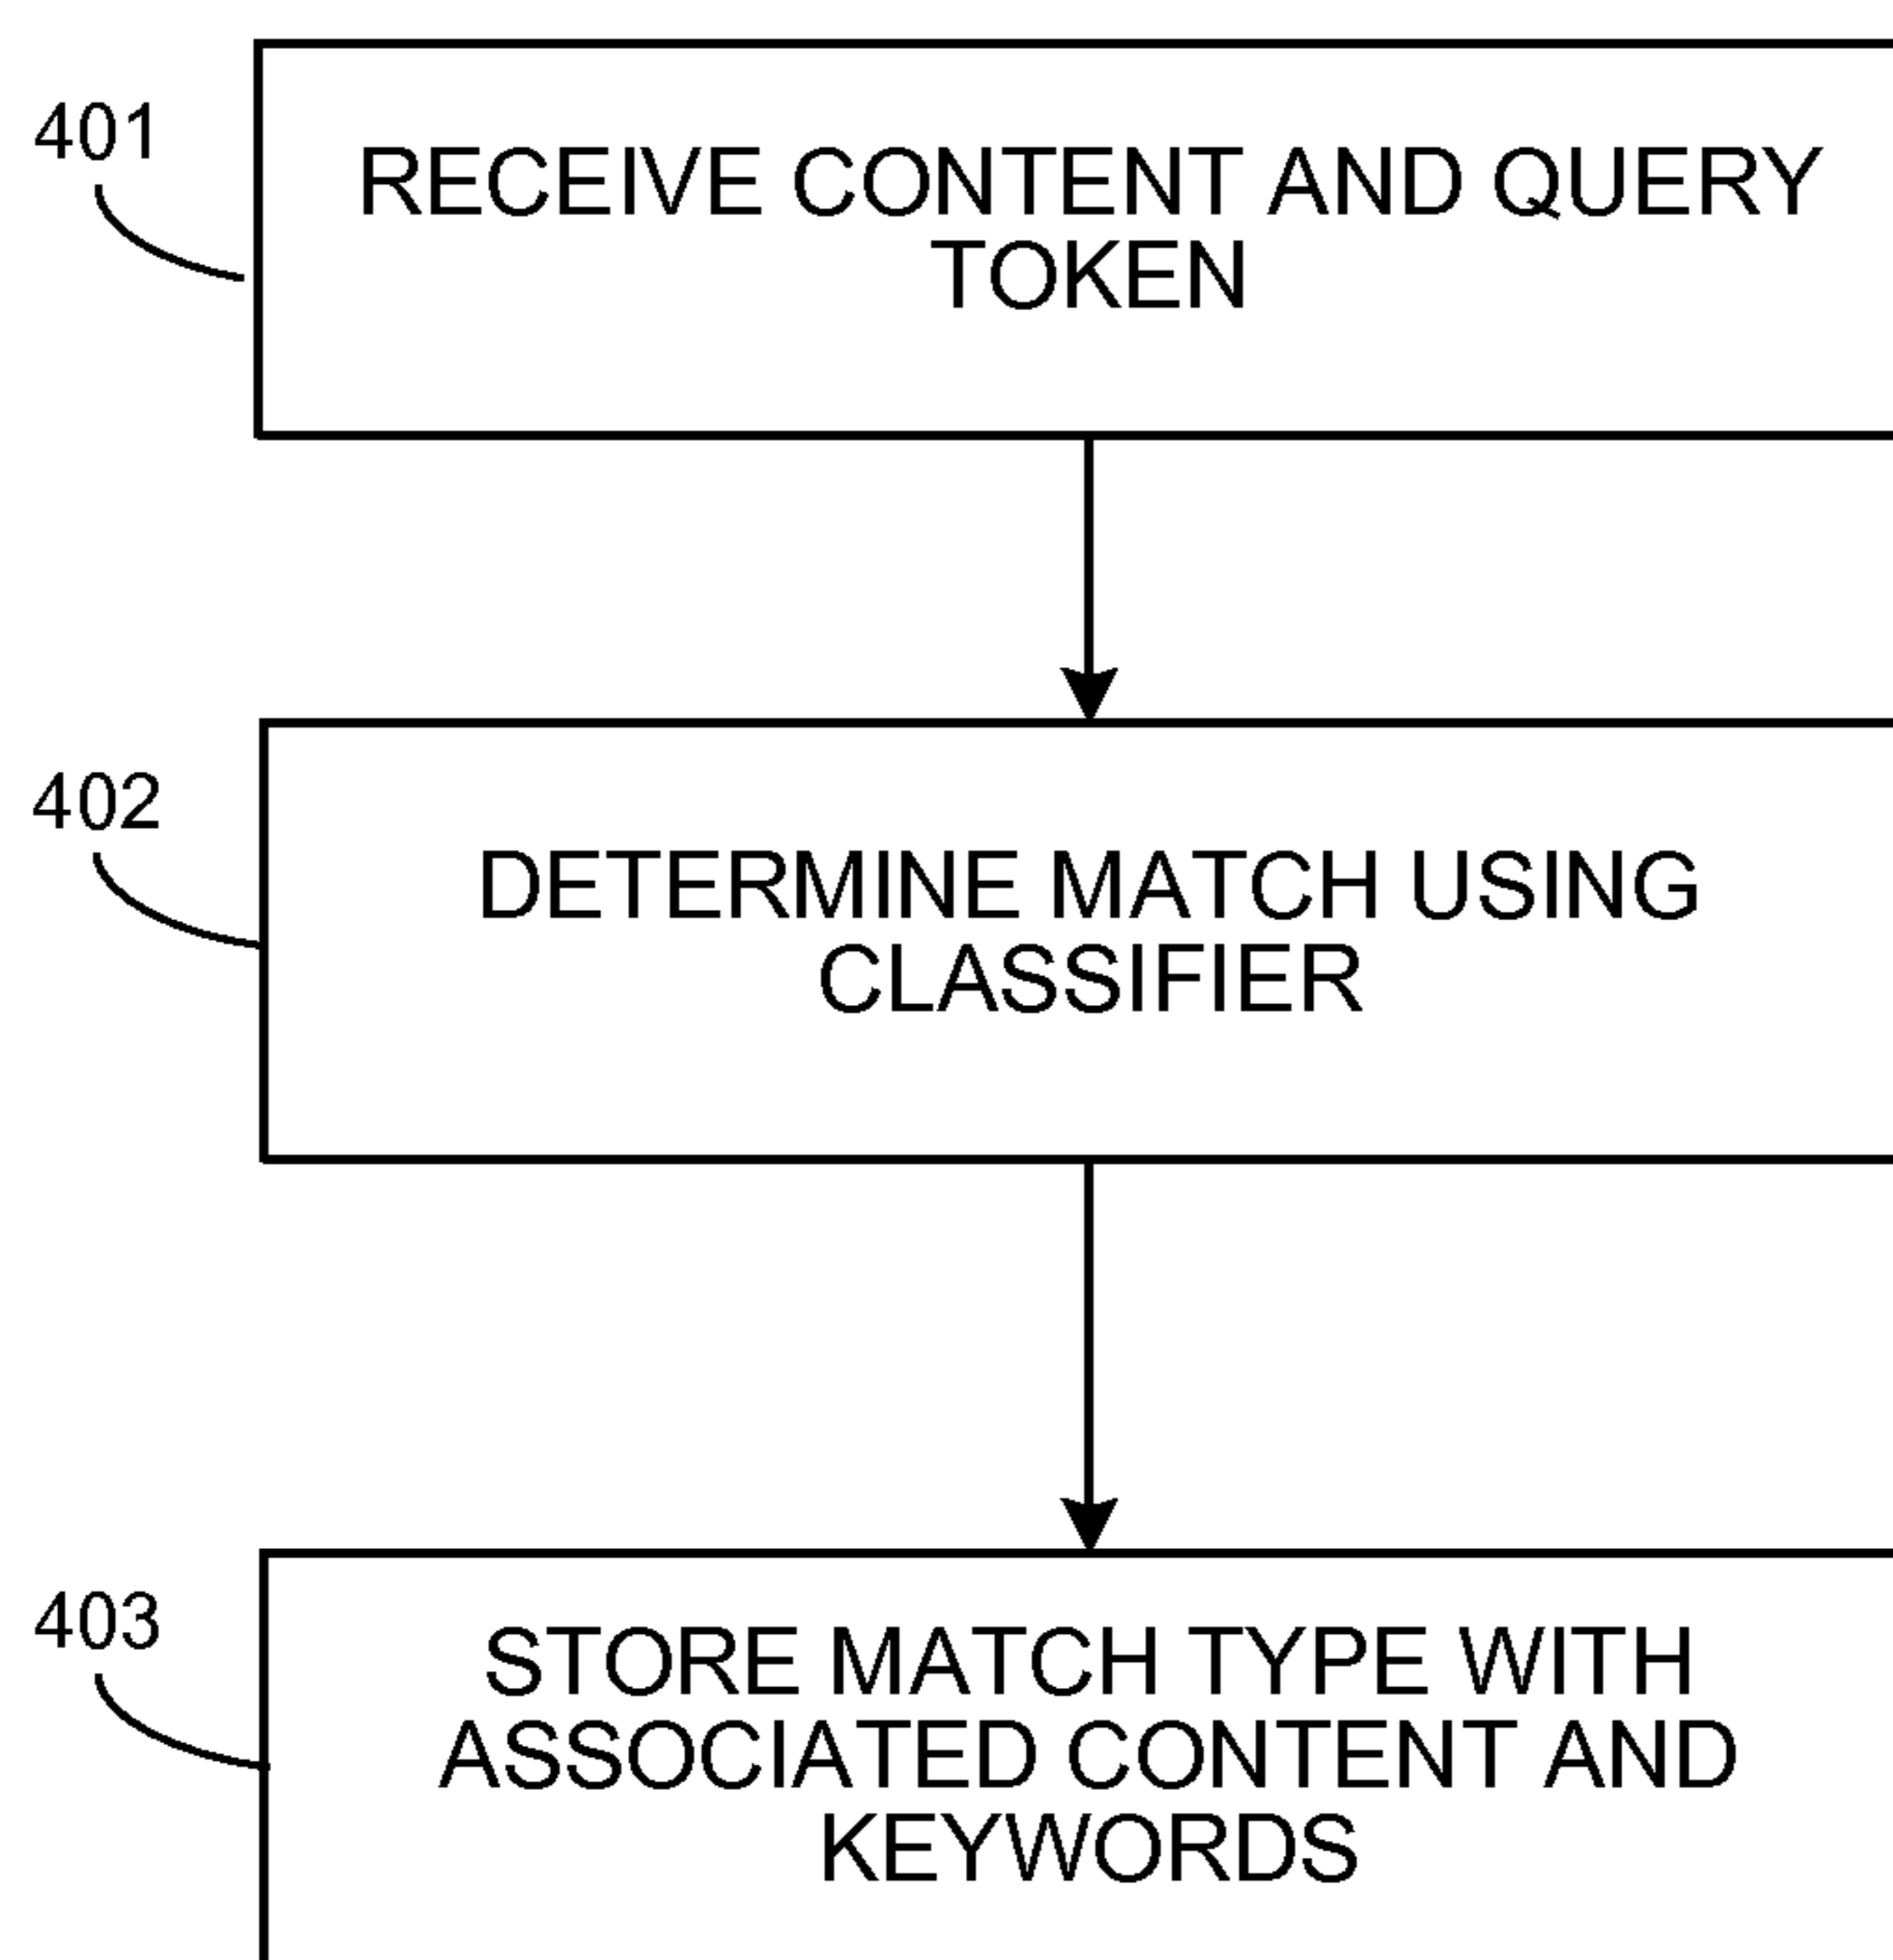 401
RECEIVE CONTENT AND QUERY
TOKEN
402
DETERMINE MATCH USING
CLASSIFIER
403
STORE MATCH TYPE WITH
ASSOCIATED CONTENT AND
KEYWORDS